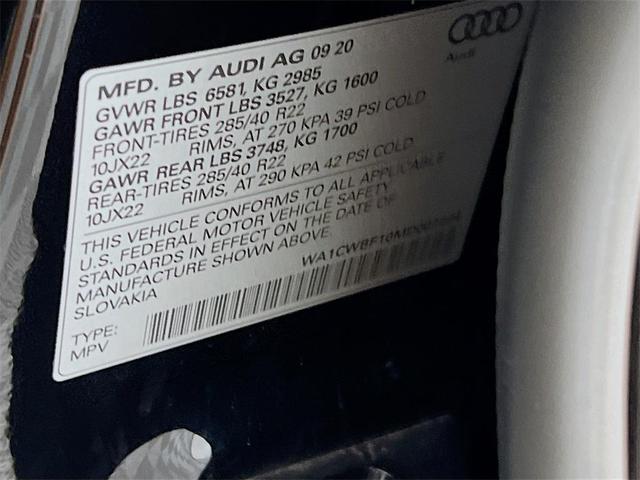 MFD. BY AUDI AG 09 20
GVWR LBS 6581, KG 2985
GAWR FRONT LBS 3527, KG 1600
FRONT-TIRES 285/40 R22
10JX22 RIMS, AT 270 KPA 39 PSI COLD
GAWR REAR LBS 3748, KG 1700
REAR-TIRES 285/40 R22
10JX22 RIMS, AT 290 KPA 42 PSI COLD
THIS VEHICLE CONFORMS TO ALL APPLICABLE
U.S. FEDERAL MOTOR VEHICLE SAFETY
STANDARDS IN EFFECT ON THE DATE OF
MANUFACTURE SHOWN ABOVE.
SLOVAKIA
TYPE:
MPV
Audi